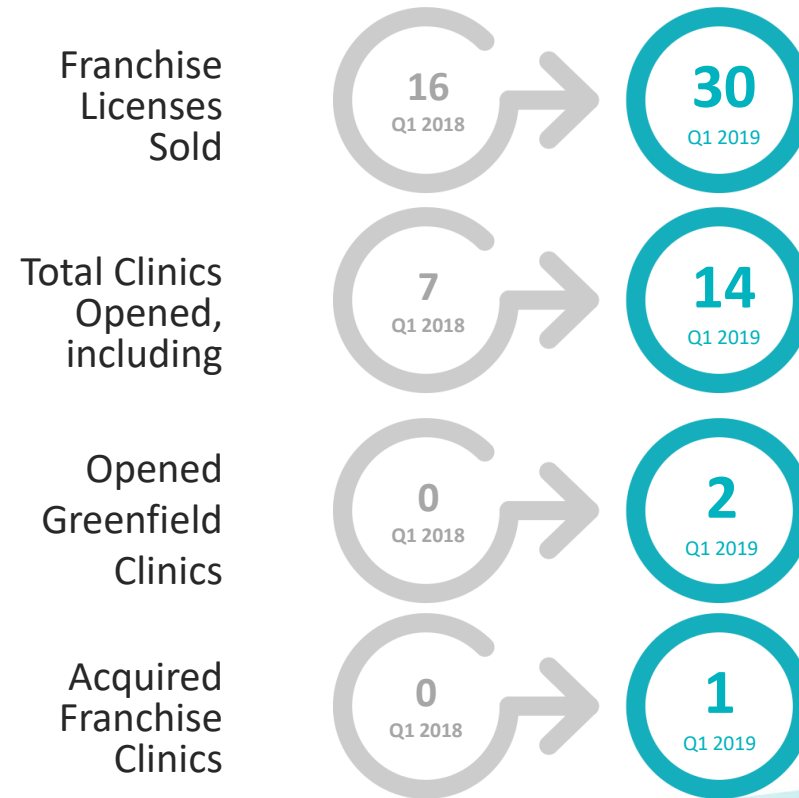 Franchise
Licenses
Sold
16
Q1 2018
30
Q1 2019
Total Clinics
Opened,
including
7
Q1 2018
14
Q1 2019
Opened
Greenfield
Clinics
0
Q1 2018
2
Q1 2019
Acquired
Franchise
Clinics
0
Q1 2018
1
Q1 2019